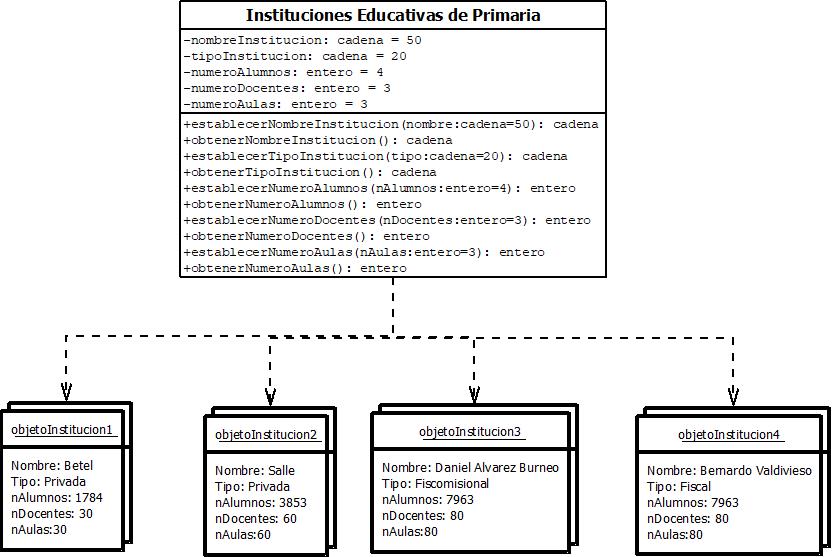 Instituciones Educativas de Primaria
-nombreInstitucion: cadena = 50
-tipoInstitucion: cadena = 20
-numeroAlumnos: entero = 4
-numeroDocentes: entero = 3
-numeroAulas: entero = 3
+establecerNombreInstitucion(nombre:cadena=50): cadena
+obtenerNombreInstitucion(): cadena
+establecerTipoInstitucion(tipo:cadena=20): cadena
+obtenerTipoInstitucion(): cadena
+establecerNumeroAlumnos(nAlumnos:entero=4): entero
+obtenerNumeroAlumnos(): entero
+establecerNumeroDocentes(nDocentes:entero=3): entero
+obtenerNumeroDocentes(): entero
+establecerNumeroAulas(nAulas:entero=3): entero
+obtenerNumeroAulas(): entero
objetoInstitucion1
Nombre: Betel
Tipo: Privada
nAlumnos: 1784
nDocentes: 30
nAulas:30
objetoInstitucion2
Nombre: Salle
Tipo: Privada
nAlumnos: 3853
nDocentes: 60
nAulas:60
objetoInstitucion3
Nombre: Daniel Alvarez Burneo
Tipo: Fiscomisional
nAlumnos: 7963
nDocentes: 80
nAulas:80
objetoInstitucion4
Nombre: Bernardo Valdivieso
Tipo: Fiscal
nAlumnos: 7963
nDocentes: 80
nAulas:80